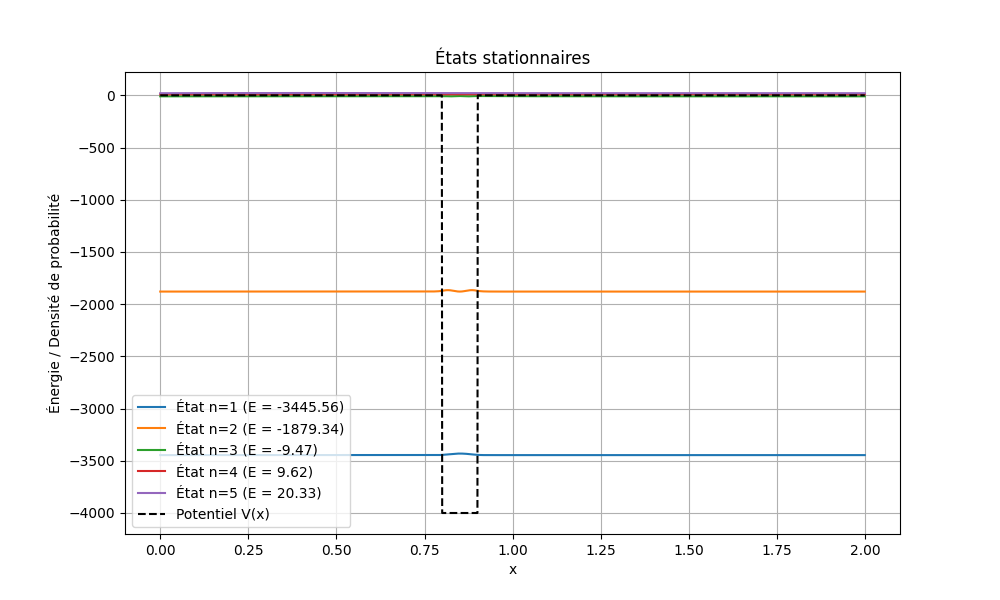 États stationnaires
Énergie / Densité de probabilité
0
−500
−1000
−1500
−2000
−2500
−3000
−3500
−4000
État n=1 (E = -3445.56)
État n=2 (E = -1879.34)
État n=3 (E = -9.47)
État n=4 (E = 9.62)
État n=5 (E = 20.33)
Potentiel V(x)
0.00 0.25 0.50 0.75 1.00 1.25 1.50 1.75 2.00
x